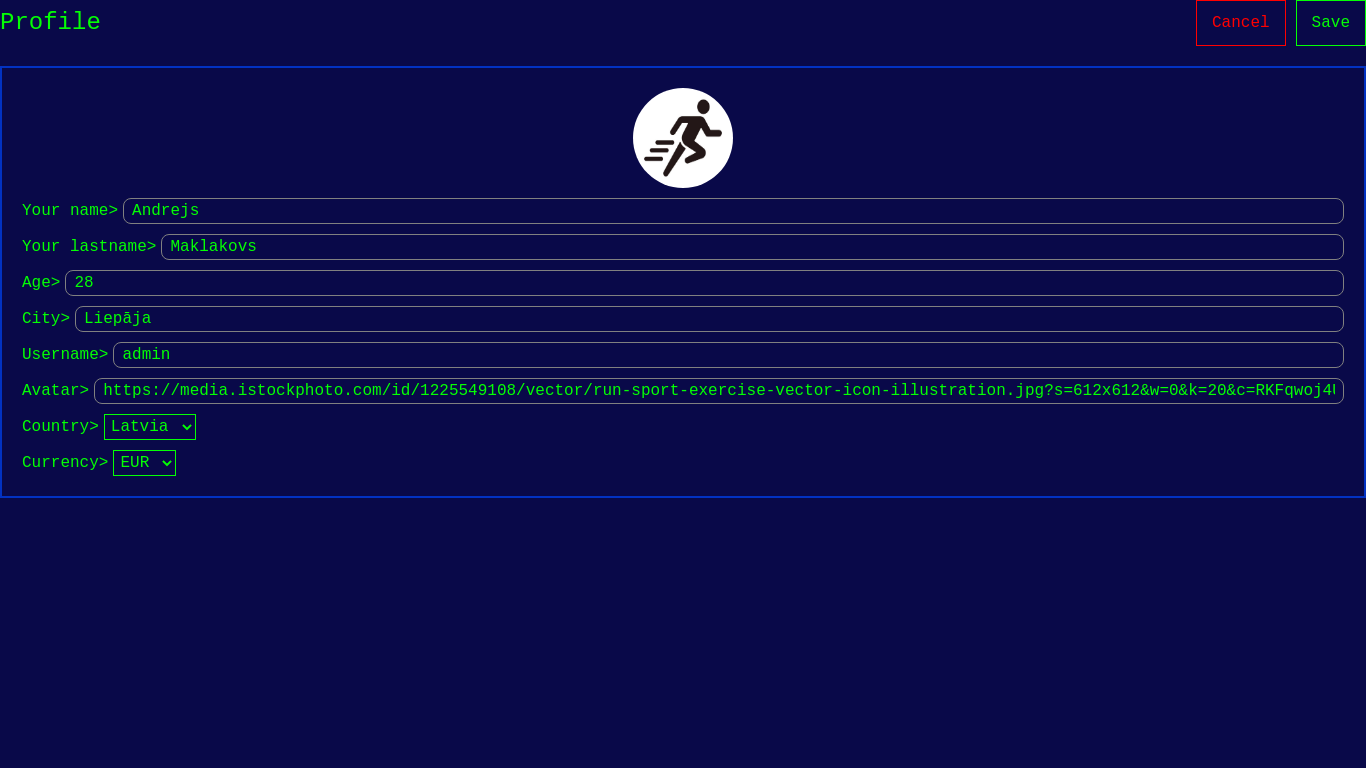 Profile
Cancel
Save
Your name> Andrejs
Your lastname> Maklakovs
Age> 28
City> Liepāja
Username> admin
Avatar> https://media.istockphoto.com/id/1225549108/vector/run-sport-exercise-vector-icon-illustration.jpg?s=612x612&w=0&k=20&c=RKFqwoj4
Country> Latvia
Currency> EUR